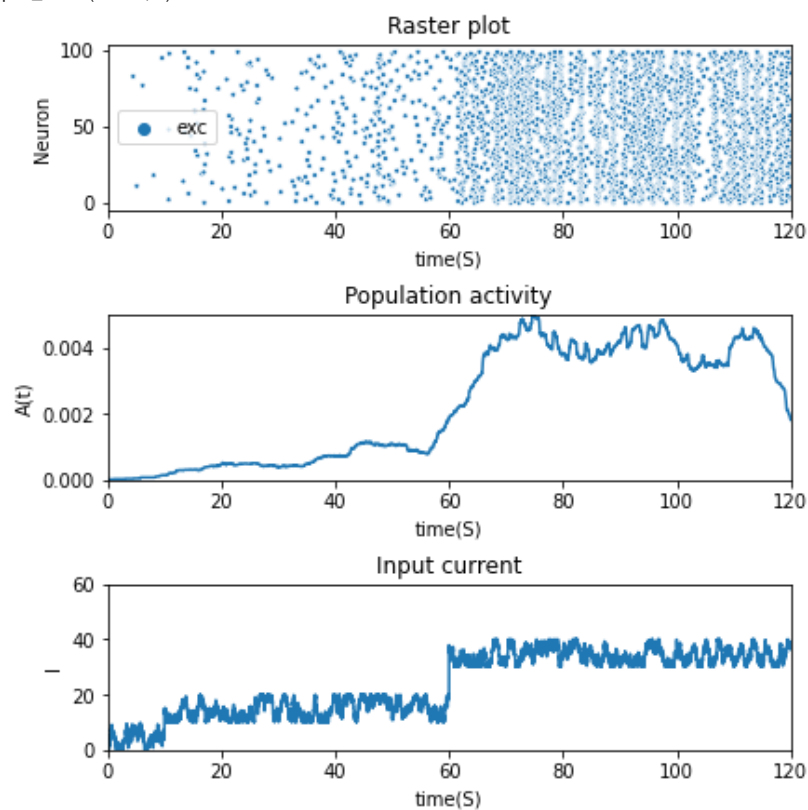 Raster plot
100
50
0
Neuron
exc
0 20 40 60 80 100 120
time(S)
Population activity
0.004
0.002
0.000
A(t)
0 20 40 60 80 100 120
time(S)
Input current
60
40
20
0
I
0 20 40 60 80 100 120
time(S)